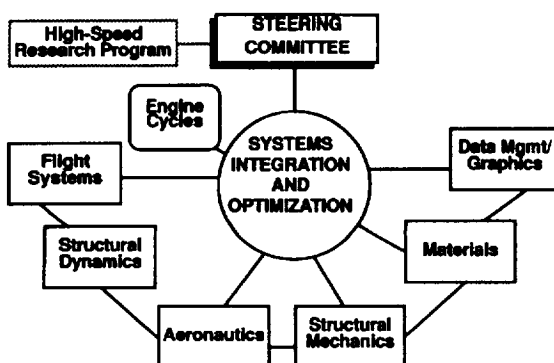 High-Speed
Research Program
STEERING
COMMITTEE
Engine
Cycles
SYSTEMS
INTEGRATION
AND
OPTIMIZATION
Data Mgmt/
Graphics
Flight
Systems
Structural
Dynamics
Materials
Aeronautics
Structural
Mechanics